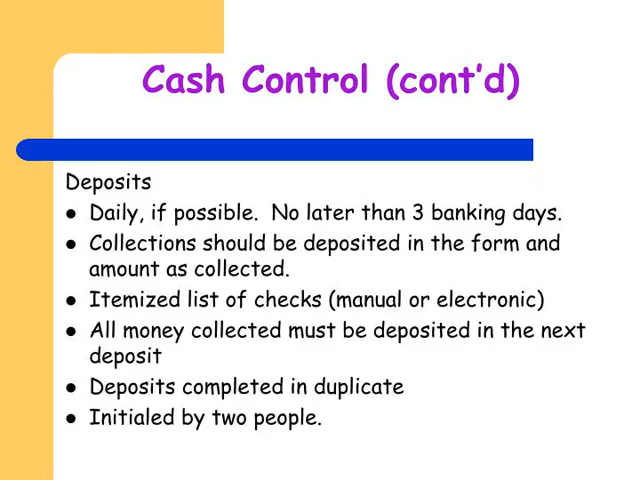 Cash Control (cont'd)
Deposits
● Daily, if possible.  No later than 3 banking days.
● Collections should be deposited in the form and
amount as collected.
● Itemized list of checks (manual or electronic)
● All money collected must be deposited in the next
deposit
● Deposits completed in duplicate
● Initialed by two people.